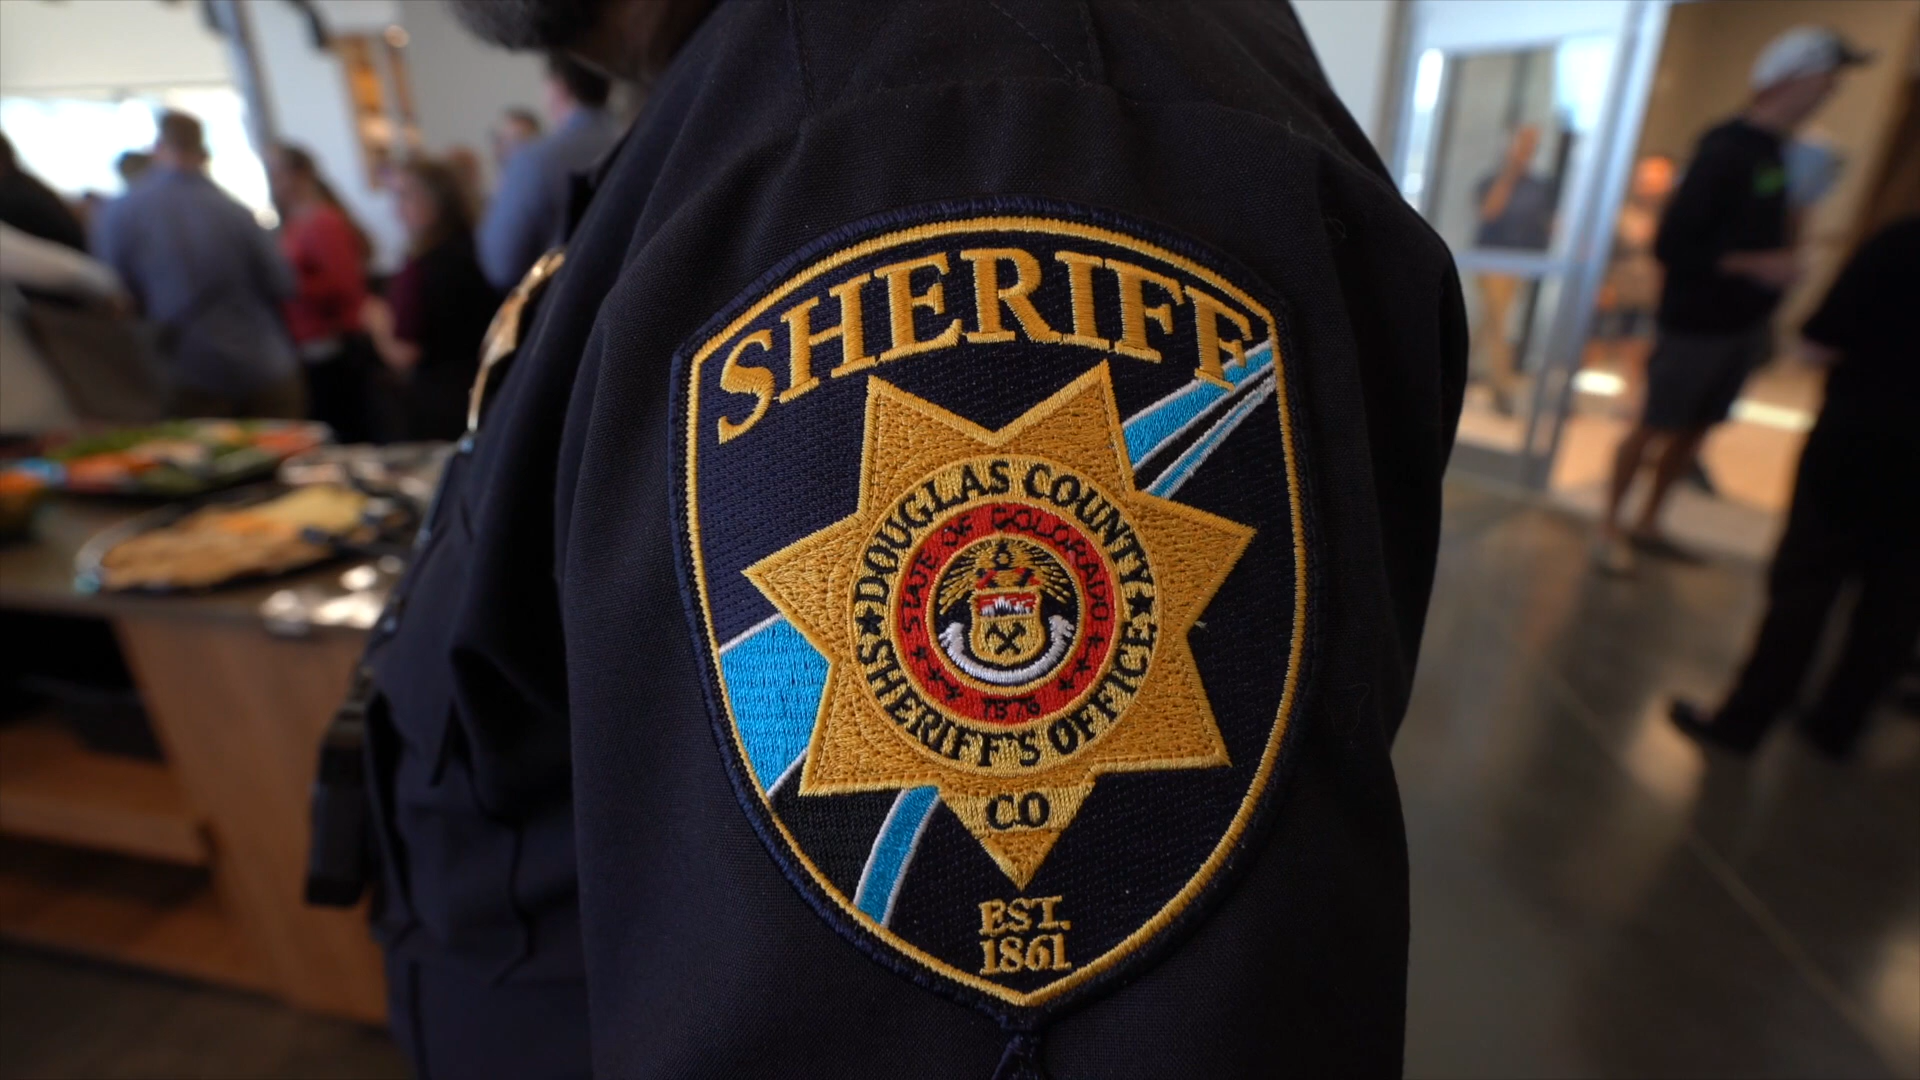 SHERIFF
DOUGLAS COUNTY
STATE OF COLORADO
1876
SHERIFF'S OFFICE
CO
EST.
1861